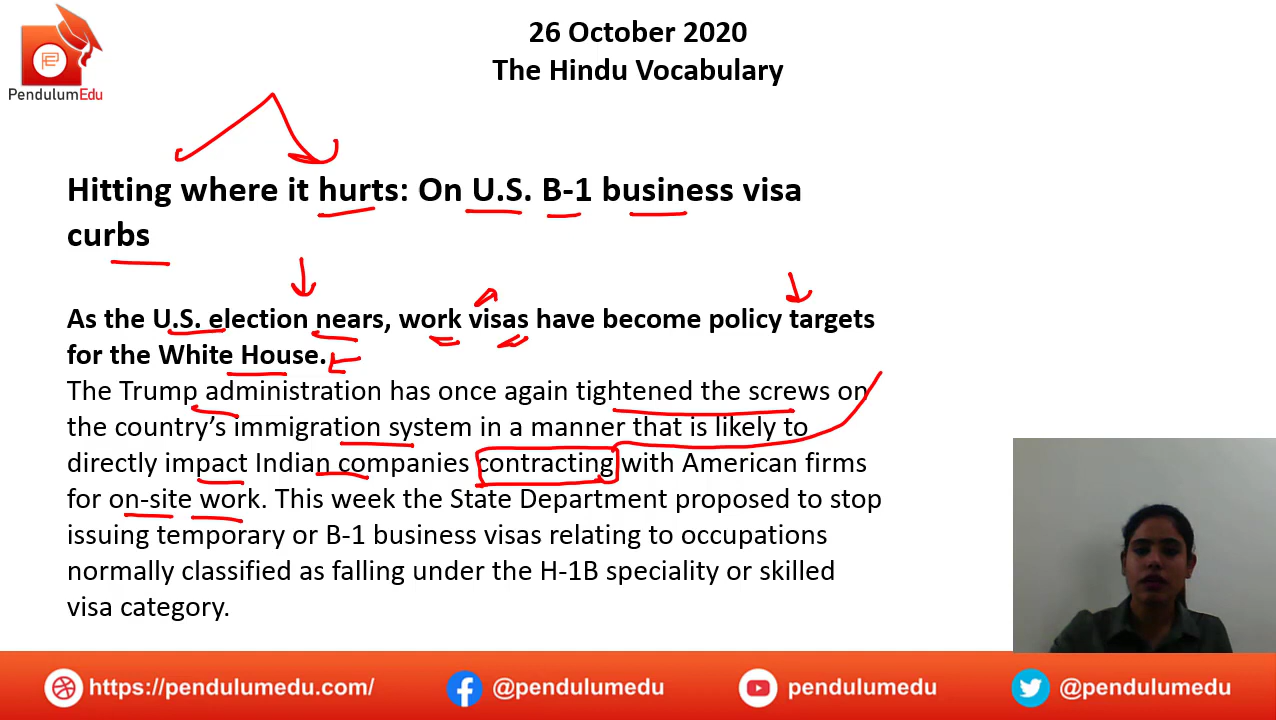 26 October 2020
The Hindu Vocabulary
PendulumEdu
Hitting where it hurts: On U.S. B-1 business visa
curbs
As the U.S. election nears, work visas have become policy targets
for the White House.
The Trump administration has once again tightened the screws on
the country’s immigration system in a manner that is likely to
directly impact Indian companies contracting with American firms
for on-site work. This week the State Department proposed to stop
issuing temporary or B-1 business visas relating to occupations
normally classified as falling under the H-1B speciality or skilled
visa category.
https://pendulumedu.com/
@pendulumedu
pendulumedu
@pendulumedu